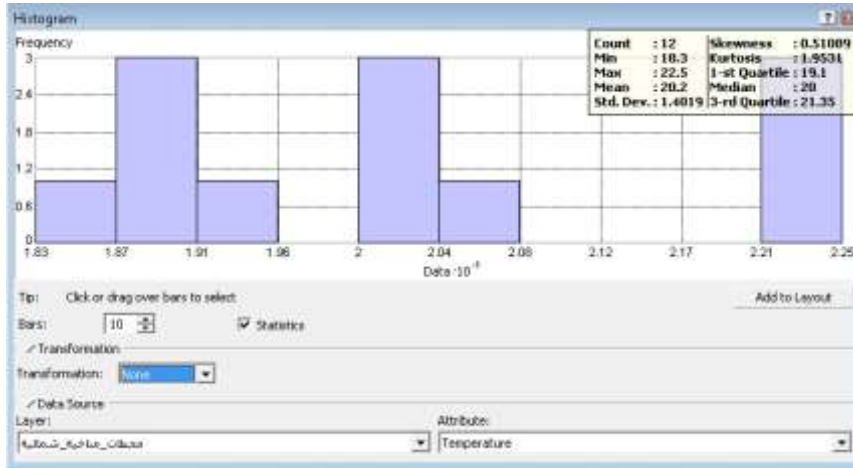 Histogram
Frequency
Count : 12 Skewness : 0.51009
Min : 18.3 Kurtosis : 1.9531
Max : 22.5 1-st Quartile : 19.1
Mean : 20.2 Median : 20
Std. Dev. : 1.4019 3-rd Quartile : 21.35
3
2.4
1.8
1.2
0.6
0
1.83 1.87 1.91 1.96 2 2.04 2.08 2.12 2.17 2.21 2.25
Data 10⁻¹
Tip: Click or drag over bars to select
Add to Layout
Bars: 10 Statistics
Transformation
Transformation: None
Data Source
Layer: Attribute:
محطات_مناخية_شمالية Temperature